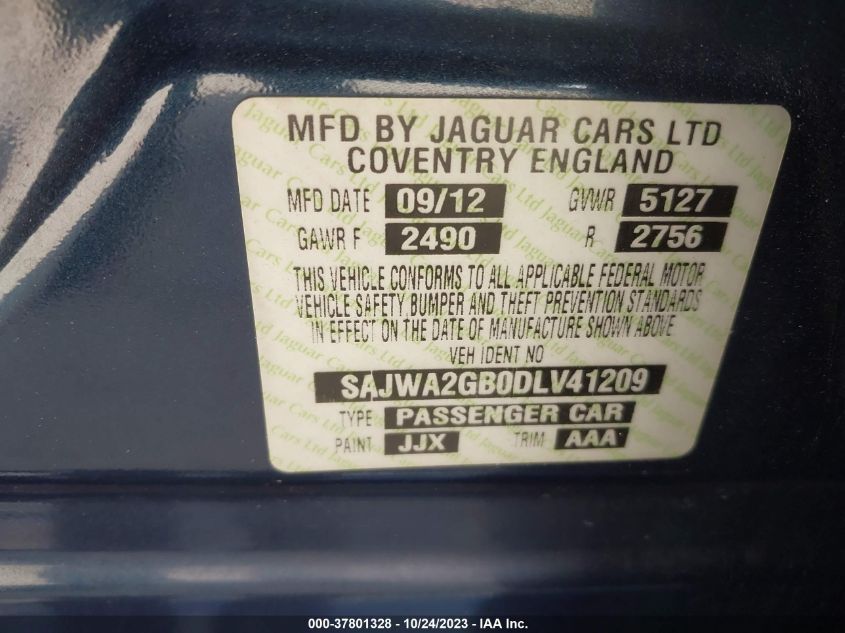 MFD BY JAGUAR CARS LTD
COVENTRY ENGLAND
MFD DATE 09/12 GVWR 5127
GAWR F 2490 R 2756
THIS VEHICLE CONFORMS TO ALL APPLICABLE FEDERAL MOTOR
VEHICLE SAFETY, BUMPER AND THEFT PREVENTION STANDARDS
IN EFFECT ON THE DATE OF MANUFACTURE SHOWN ABOVE
VEH IDENT NO
SAJWA2GB0DLV41209
TYPE PASSENGER CAR
PAINT JJX TRIM AAA
000-37801328 - 10/24/2023 - IAA Inc.